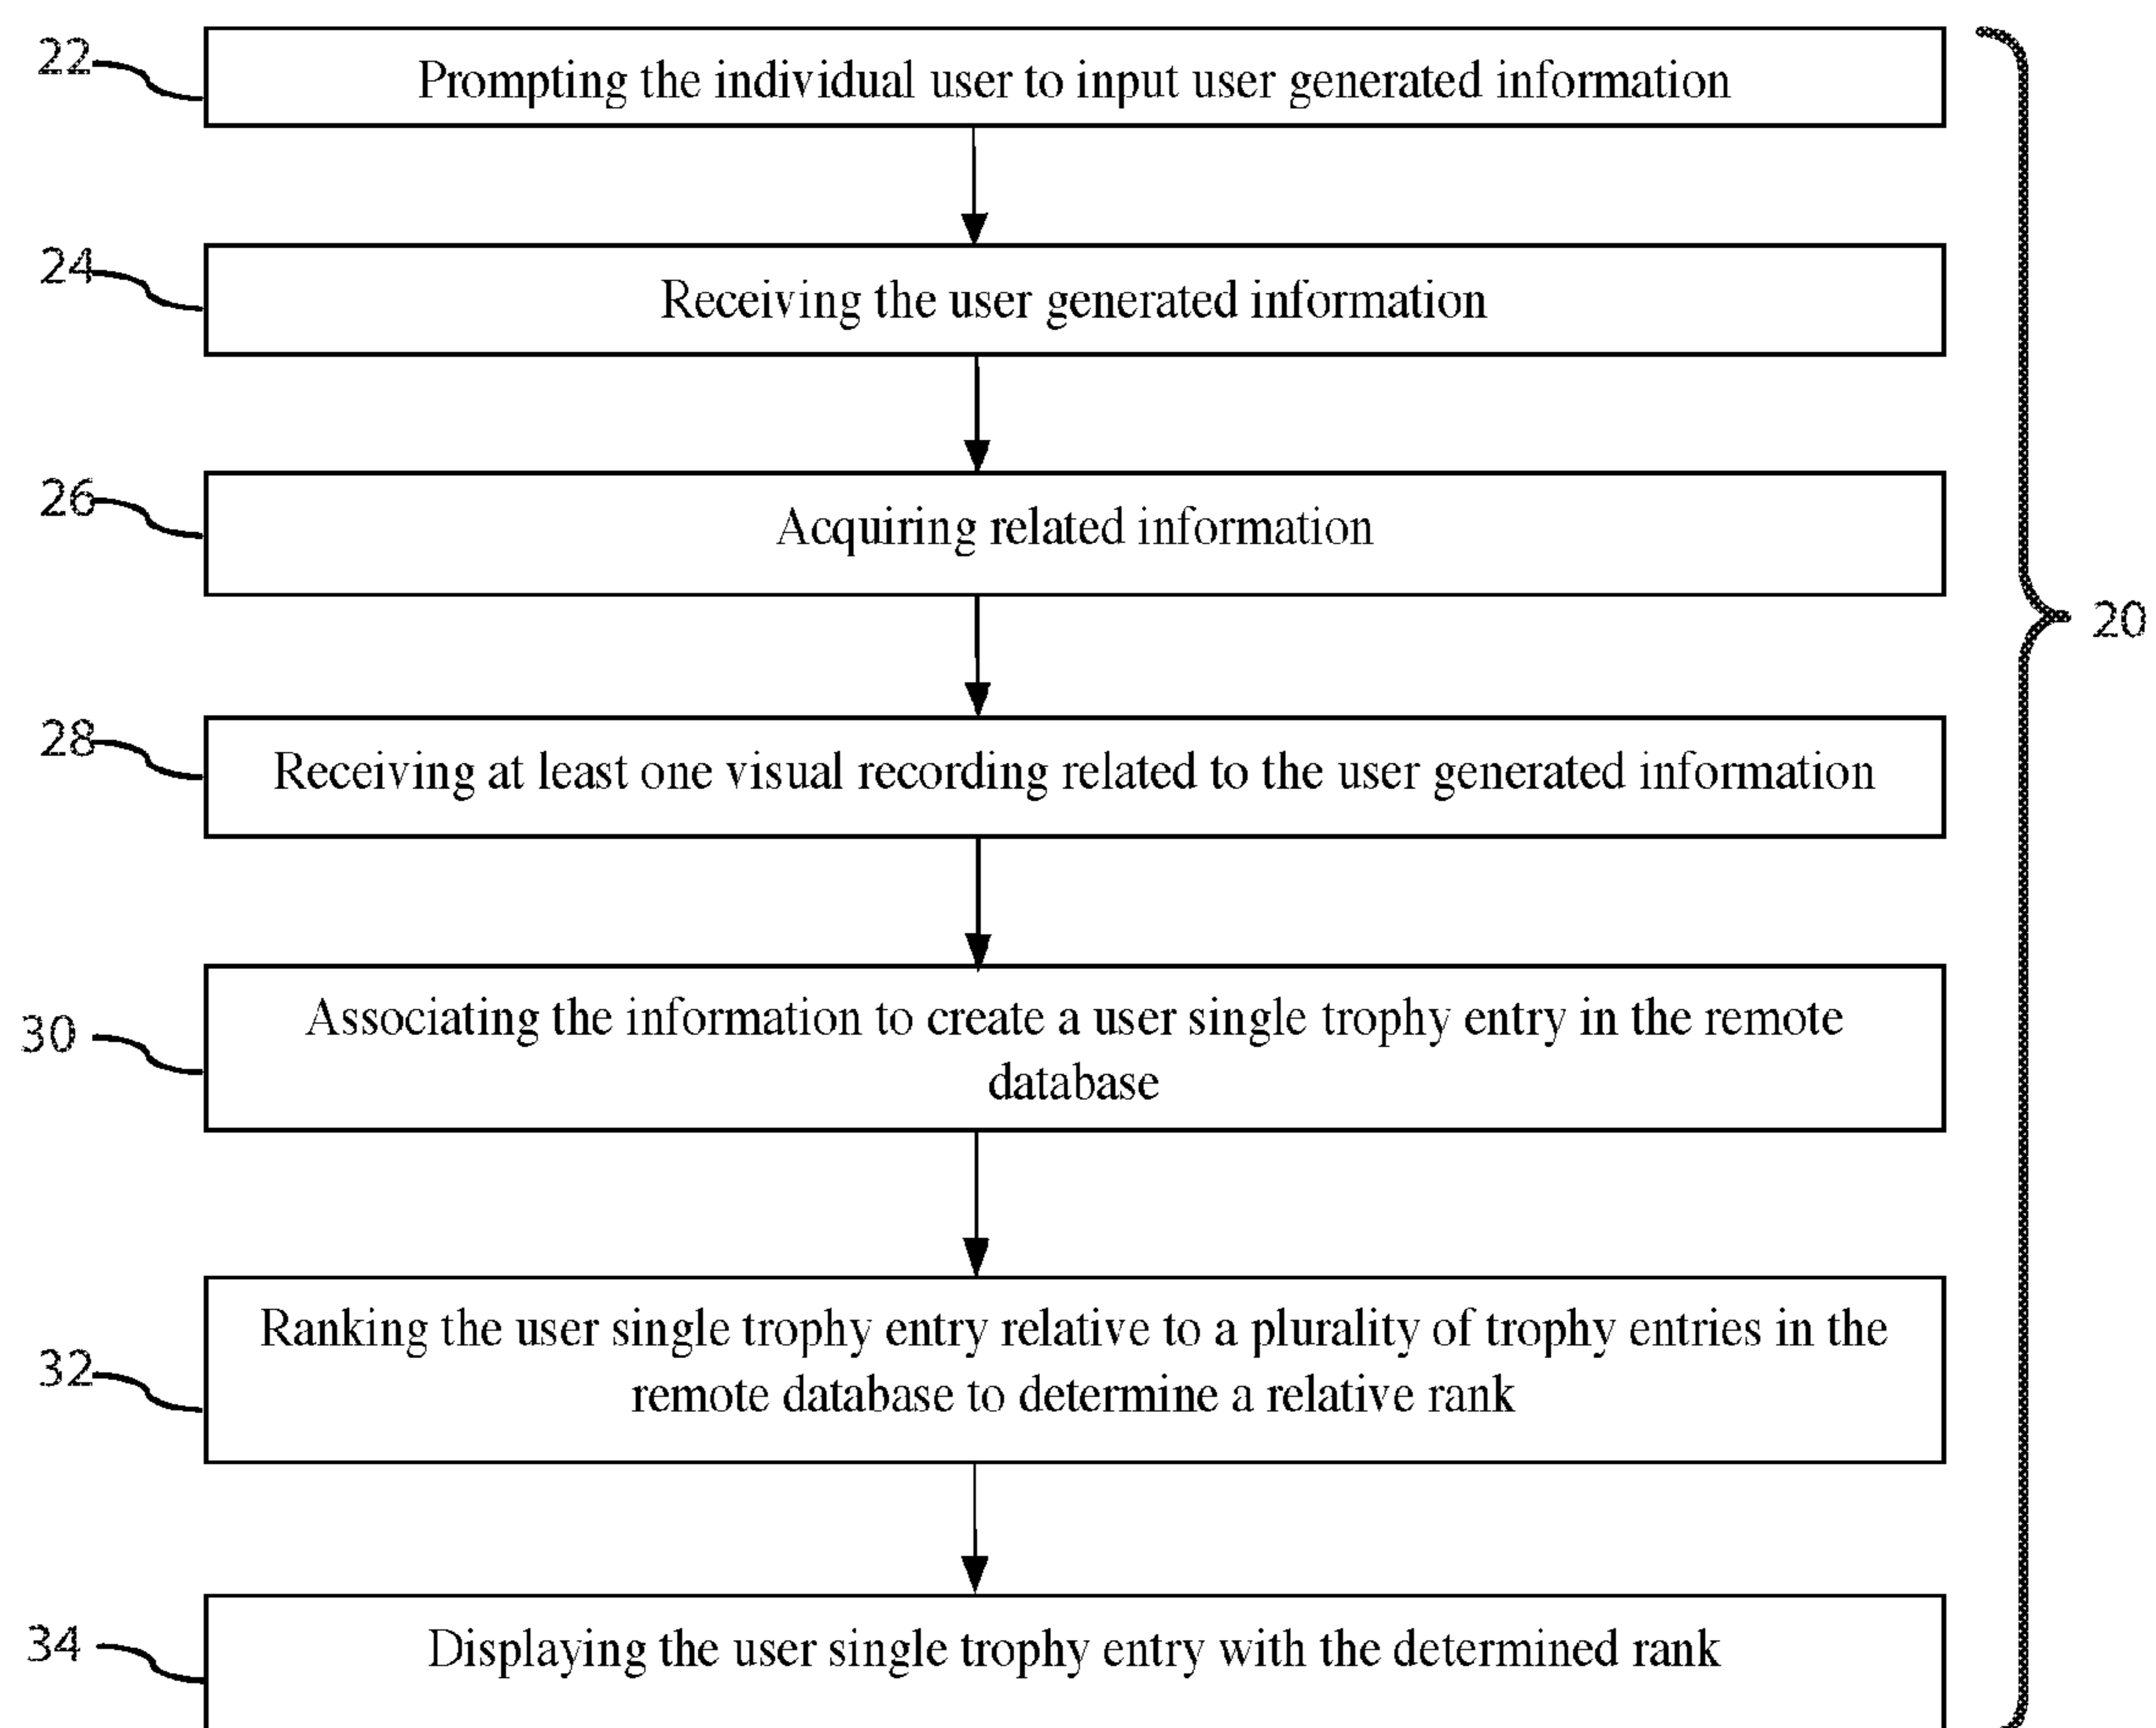 22
Prompting the individual user to input user generated information
24
Receiving the user generated information
26
Acquiring related information
20
28
Receiving at least one visual recording related to the user generated information
30
Associating the information to create a user single trophy entry in the remote
database
32
Ranking the user single trophy entry relative to a plurality of trophy entries in the
remote database to determine a relative rank
34
Displaying the user single trophy entry with the determined rank